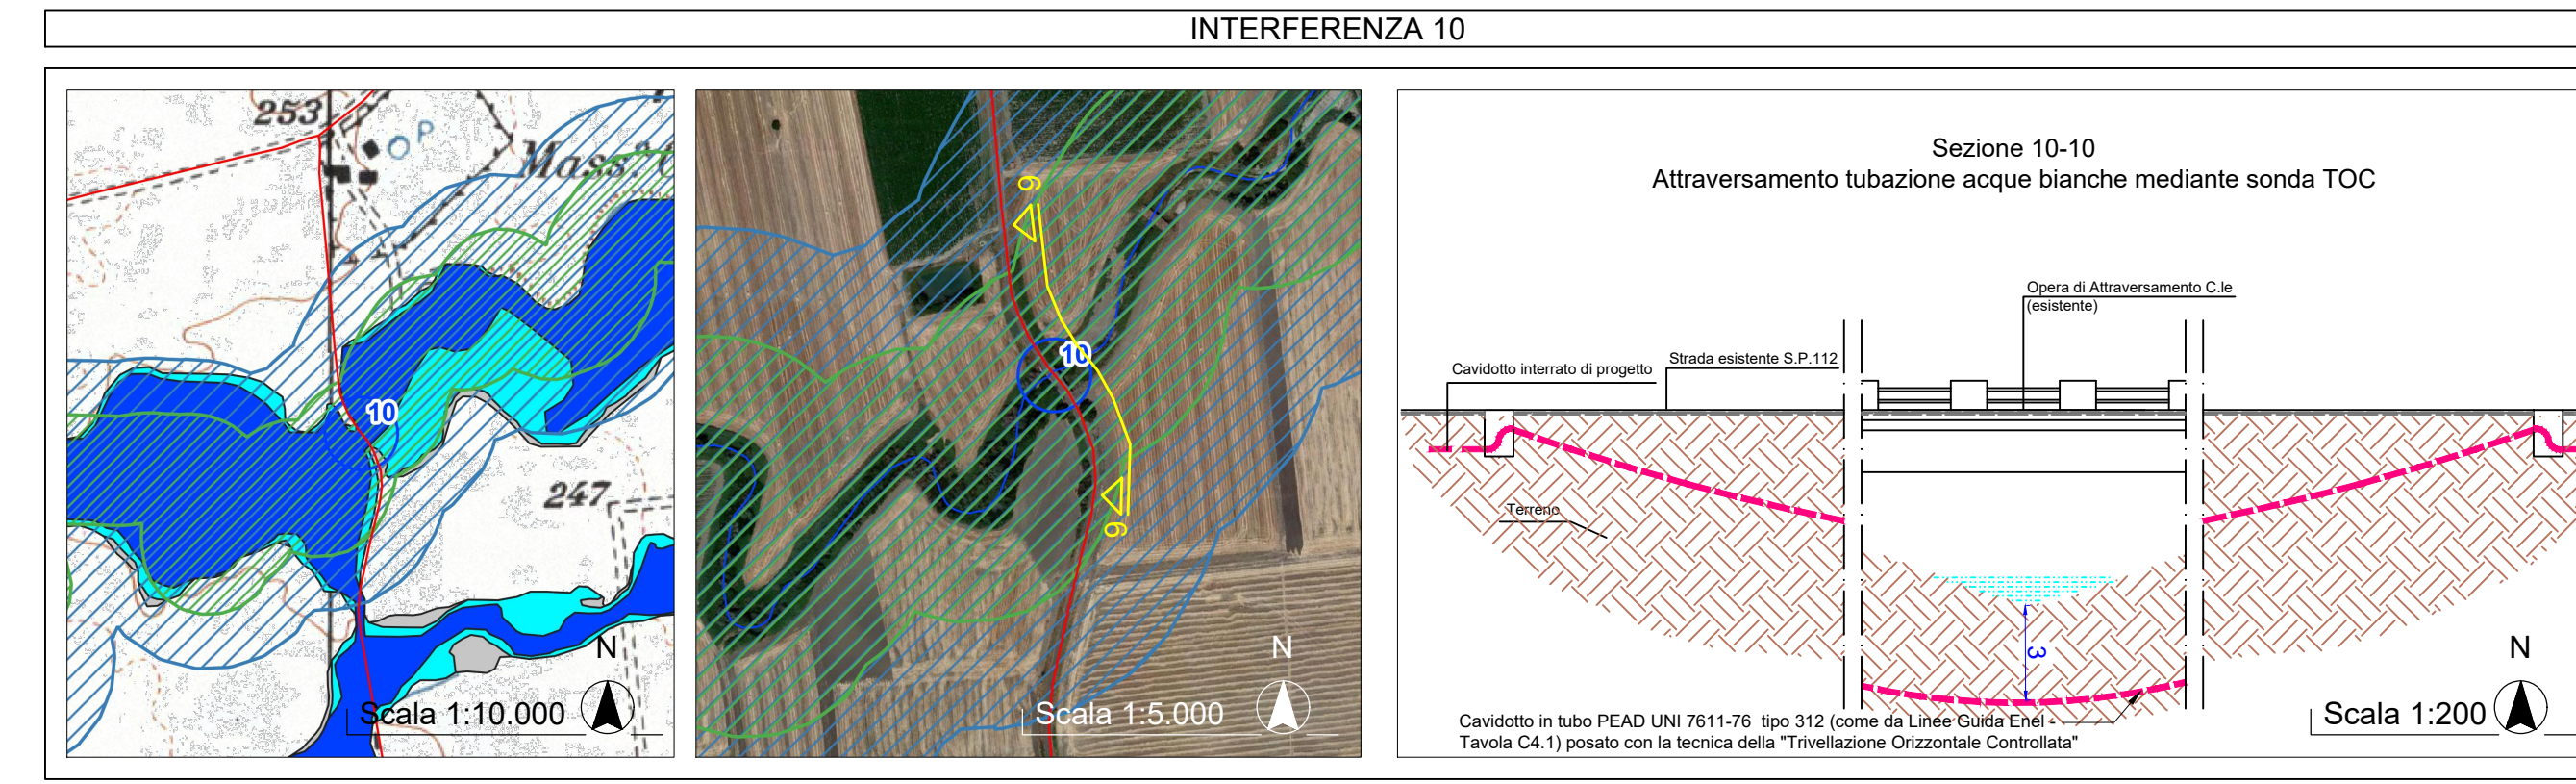 INTERFERENZA 10
253
P
Mass.
10
247
N
Scala 1:10.000
6
10
6
N
Scala 1:5.000
Sezione 10-10
Attraversamento tubazione acque bianche mediante sonda TOC
Opera di Attraversamento C.le
(esistente)
Strada esistente S.P.112
Cavidotto interrato di progetto
Terreno
3
N
Scala 1:200
Cavidotto in tubo PEAD UNI 7611-76 tipo 312 (come da Linee Guida Enel -
Tavola C4.1) posato con la tecnica della "Trivellazione Orizzontale Controllata"